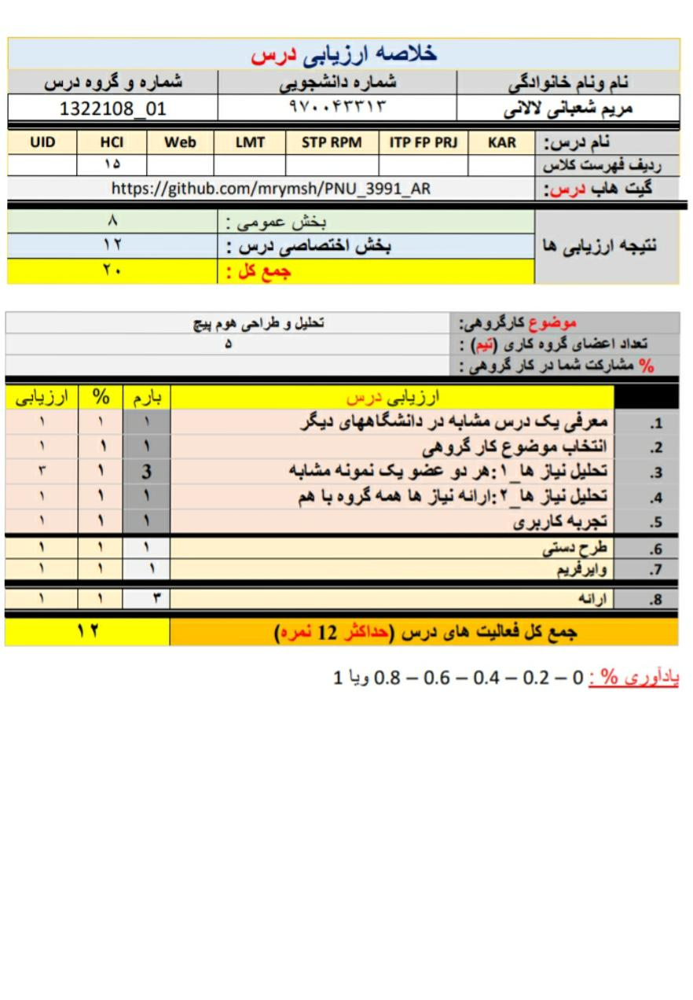 خلاصه ارزیابی درس
نام ونام خانوادگی شماره دانشجویی شماره و گروه درس
مریم شعبانی لالانی ۹۷۰۰۴۳۳۱۳ 1322108_01
نام درس: KAR ITP FP PRJ STP RPM LMT Web HCI UID
ردیف فهرست کلاس ۱۵
گیت هاب درس: https://github.com/mrymsh/PNU_3991_AR
نتیجه ارزیابی ها
بخش عمومی : ۸
بخش اختصاصی درس : ۱۲
جمع کل : ۲۰
موضوع کارگروهی: تحلیل و طراحی هوم پیج
تعداد اعضای گروه کاری (تیم) : ۵
% مشارکت شما در کار گروهی :
ارزیابی درس بارم % ارزیابی
1. معرفی یک درس مشابه در دانشگاههای دیگر ۱ ۱ ۱
2. انتخاب موضوع کار گروهی ۱ ۱ ۱
3. تحلیل نیاز ها_۱:هر دو عضو یک نمونه مشابه 3 ۱ ۳
4. تحلیل نیاز ها_۲:ارائه نیاز ها همه گروه با هم ۱ ۱ ۱
5. تجربه کاربری ۱ ۱ ۱
6. طرح دستی ۱ ۱ ۱
7. وایرفریم ۱ ۱ ۱
8. ارائه ۳ ۱ ۱
جمع کل فعالیت های درس (حداکثر 12 نمره) ۱۲
یادآوری % : 0 – 0.2 – 0.4 – 0.6 – 0.8 ویا 1